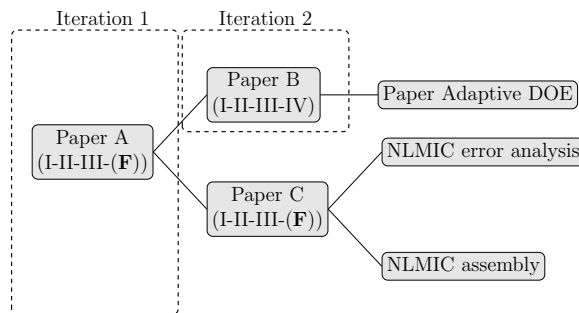 Iteration 1
Iteration 2
Paper B
(I-II-III-IV)
Paper Adaptive DOE
Paper A
(I-II-III-(F))
NLMIC error analysis
Paper C
(I-II-III-(F))
NLMIC assembly